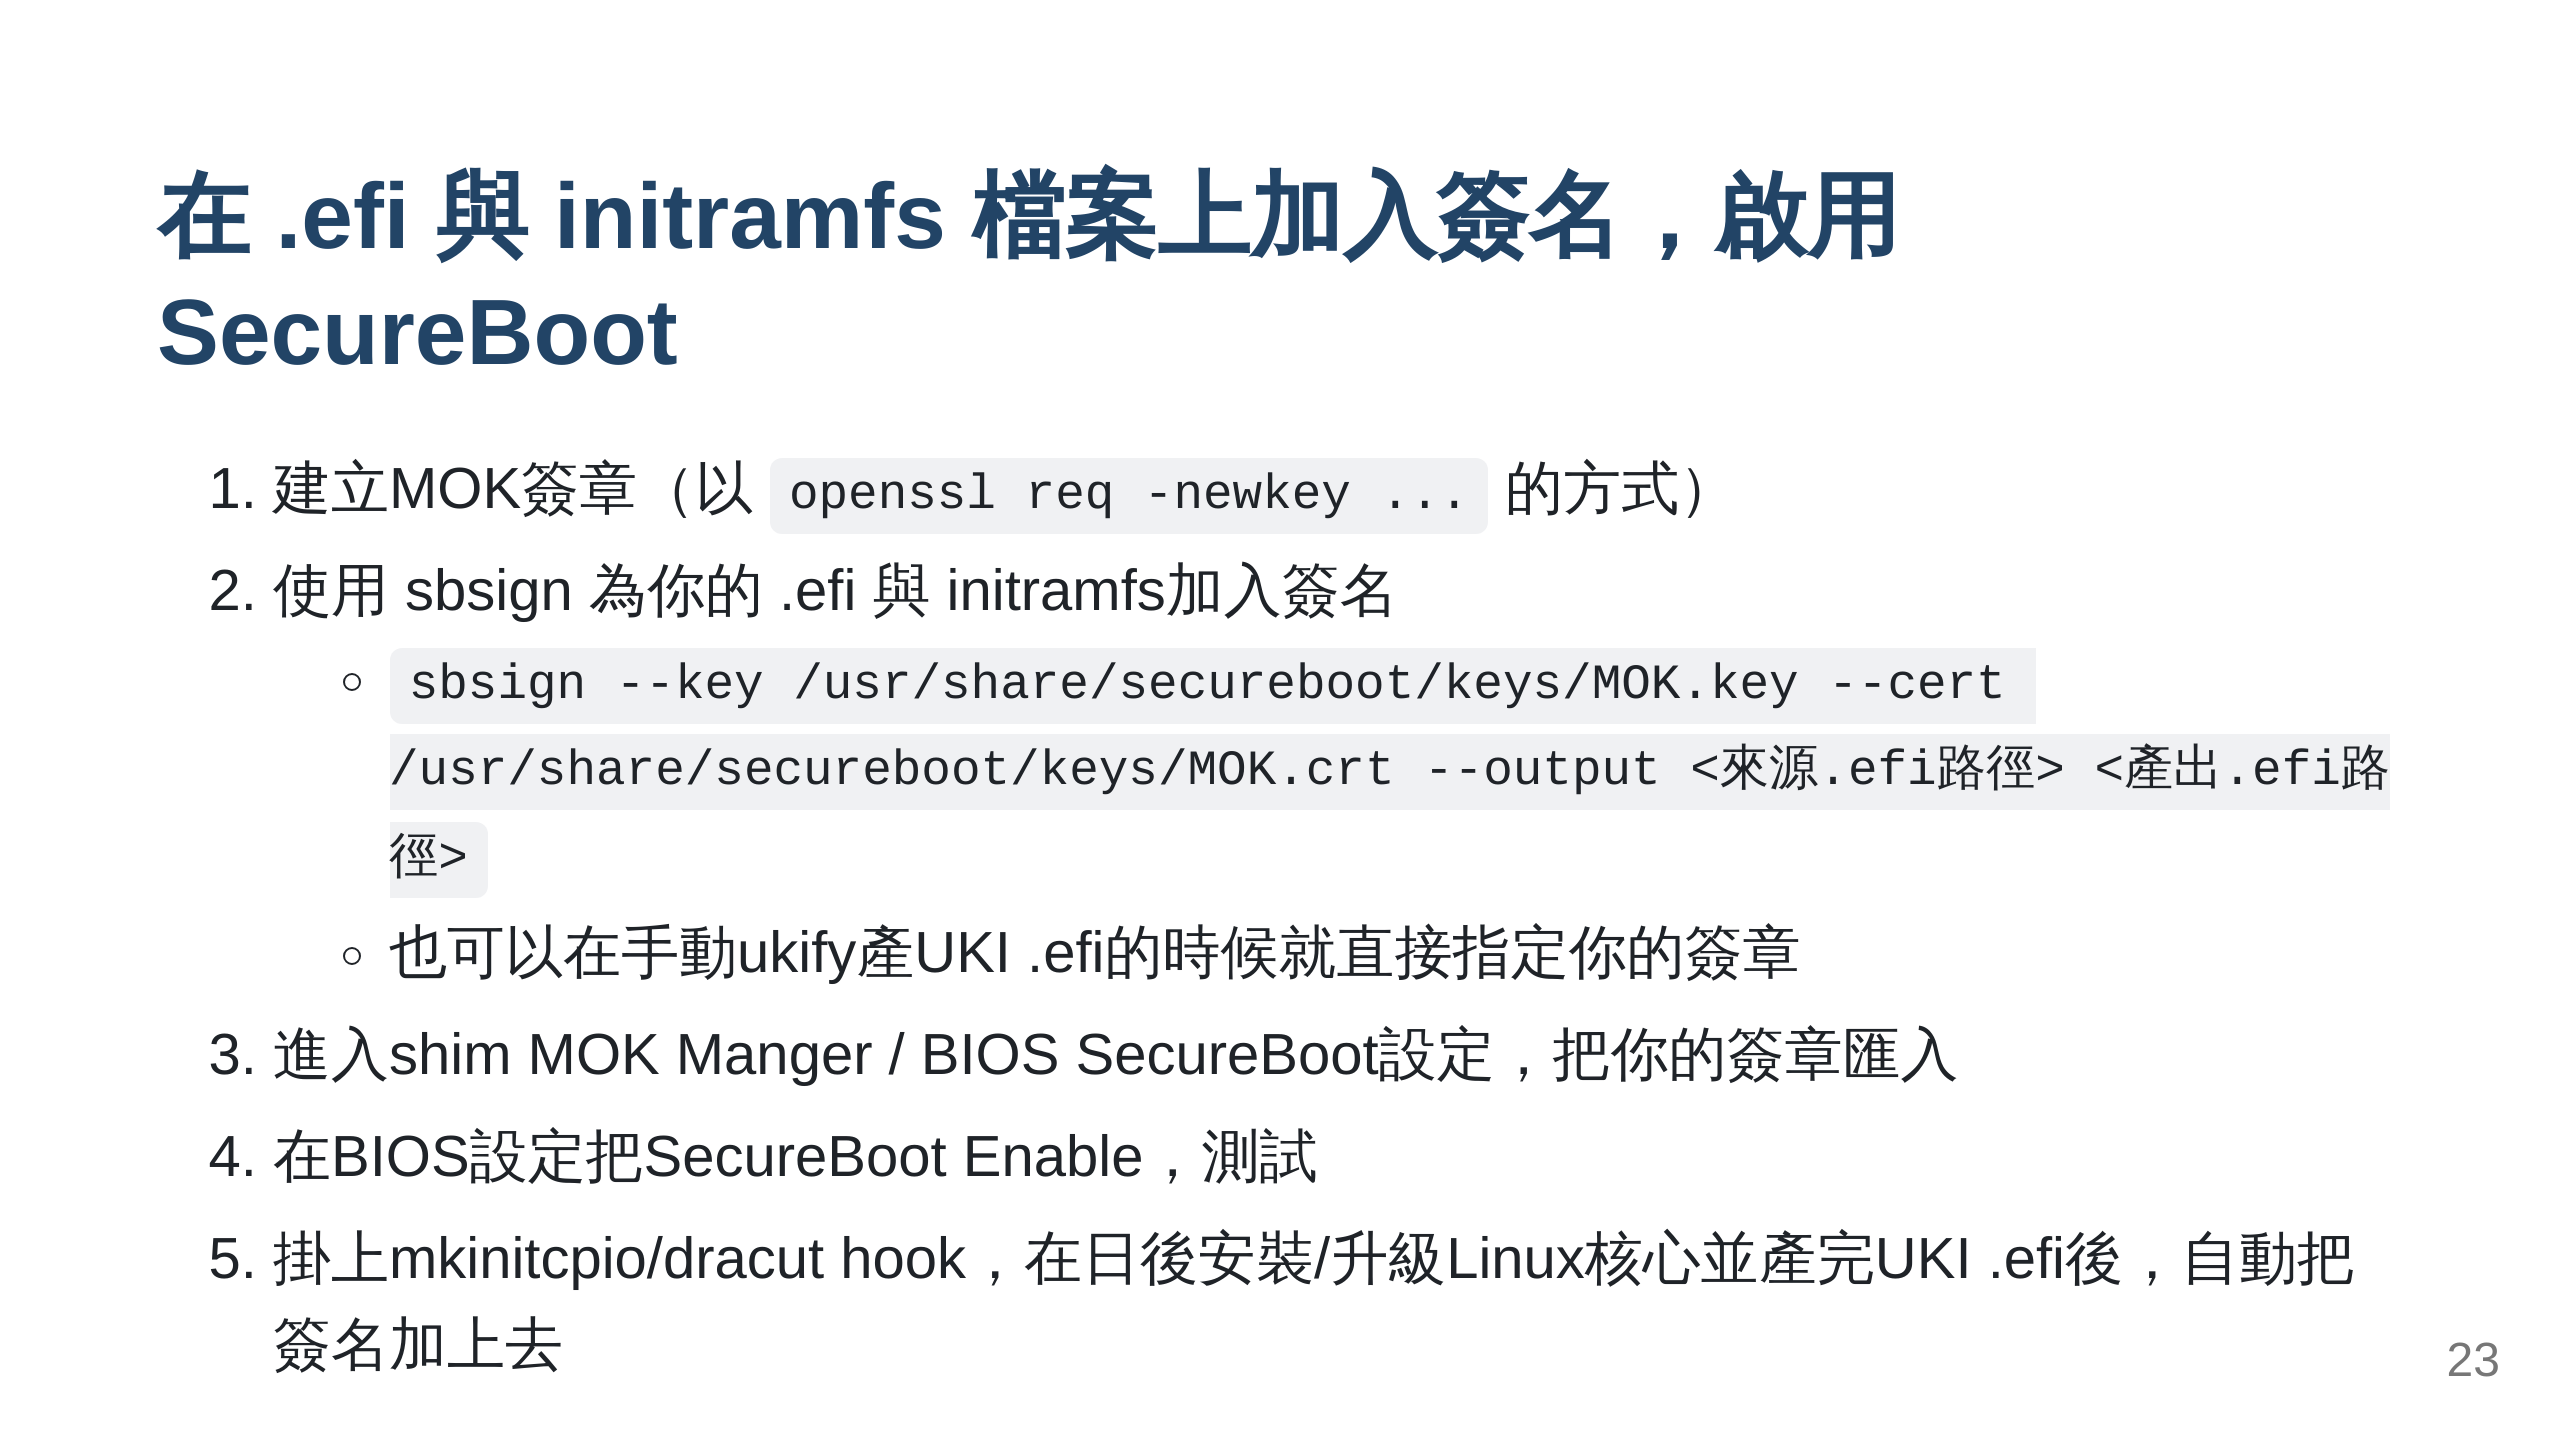 在 .efi 與 initramfs 檔案上加入簽名，啟用
SecureBoot
1. 建立MOK簽章（以 openssl req -newkey ... 的方式）
2. 使用 sbsign 為你的 .efi 與 initramfs加入簽名
sbsign --key /usr/share/secureboot/keys/MOK.key --cert
/usr/share/secureboot/keys/MOK.crt --output <來源.efi路徑> <產出.efi路
徑>
也可以在手動ukify產UKI .efi的時候就直接指定你的簽章
3. 進入shim MOK Manger / BIOS SecureBoot設定，把你的簽章匯入
4. 在BIOS設定把SecureBoot Enable，測試
5. 掛上mkinitcpio/dracut hook，在日後安裝/升級Linux核心並產完UKI .efi後，自動把
簽名加上去
23